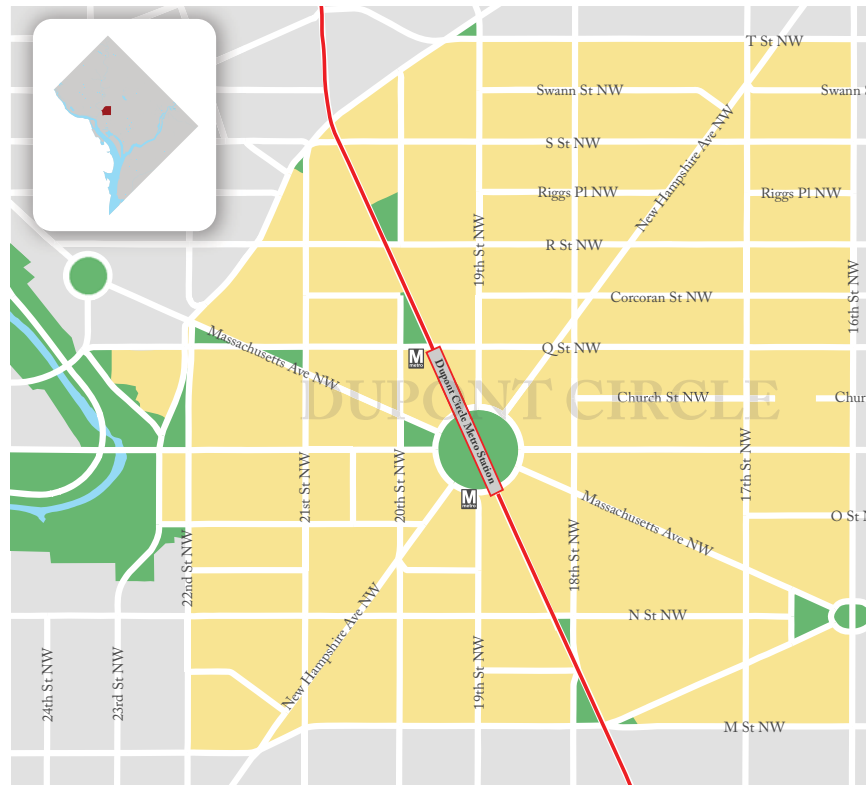 T St NW
Swann St NW
Swann S
New Hampshire Ave NW
S St NW
Riggs Pl NW
Riggs Pl NW
19th St NW
R St NW
16th St NW
Corcoran St NW
Massachusetts Ave NW
Q St NW
M
metro
Dupont Circle Metro Station
DUPONT CIRCLE
Church St NW
Chur
17th St NW
21st St NW
20th St NW
M
metro
Massachusetts Ave NW
O St N
18th St NW
22nd St NW
New Hampshire Ave NW
N St NW
24th St NW
23rd St NW
19th St NW
M St NW